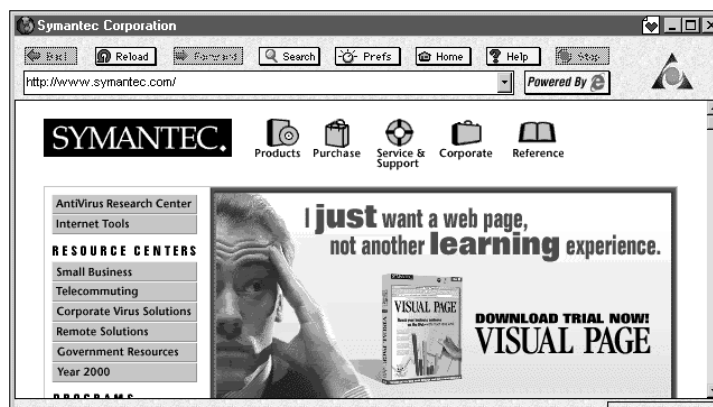 Symantec Corporation
Back Reload Forward Search Prefs Home Help Stop
http://www.symantec.com/ Powered By
SYMANTEC.
Products Purchase Service & Support Corporate Reference
AntiVirus Research Center
Internet Tools
RESOURCE CENTERS
Small Business
Telecommuting
Corporate Virus Solutions
Remote Solutions
Government Resources
Year 2000
PROGRAMS
I just want a web page,
not another learning experience.
SYMANTEC
VISUAL PAGE
DOWNLOAD TRIAL NOW!
VISUAL PAGE